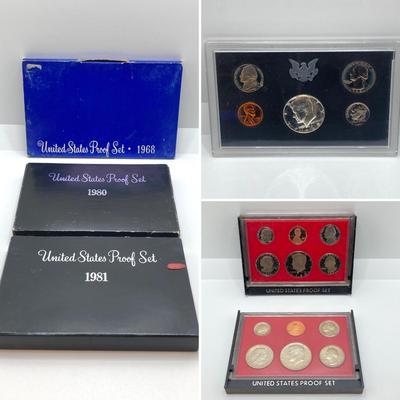 United States Proof Set • 1968
United States Proof Set
1980
United States Proof Set
1981
UNITED STATES PROOF SET
UNITED STATES PROOF SET